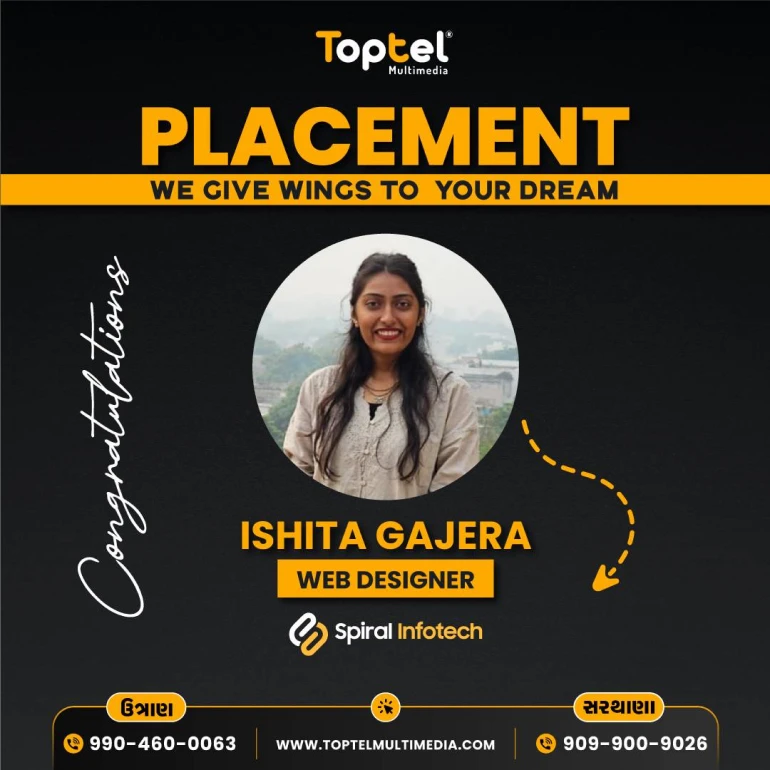 Toptel®
Multimedia
PLACEMENT
WE GIVE WINGS TO YOUR DREAM
Congratulations
ISHITA GAJERA
WEB DESIGNER
Spiral Infotech
ઉત્રાણ
સરથાણા
990-460-0063
WWW.TOPTELMULTIMEDIA.COM
909-900-9026